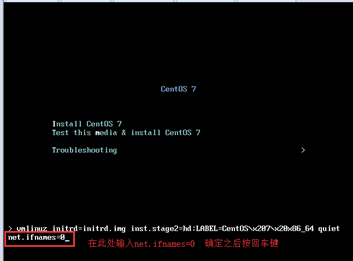 CentOS 7
Install CentOS 7
Test this media & install CentOS 7
Troubleshooting >
> vmlinuz initrd=initrd.img inst.stage2=hd:LABEL=CentOS\x207\x20x86_64 quiet
net.ifnames=0_
在此处输入net.ifnames=0 确定之后按回车键